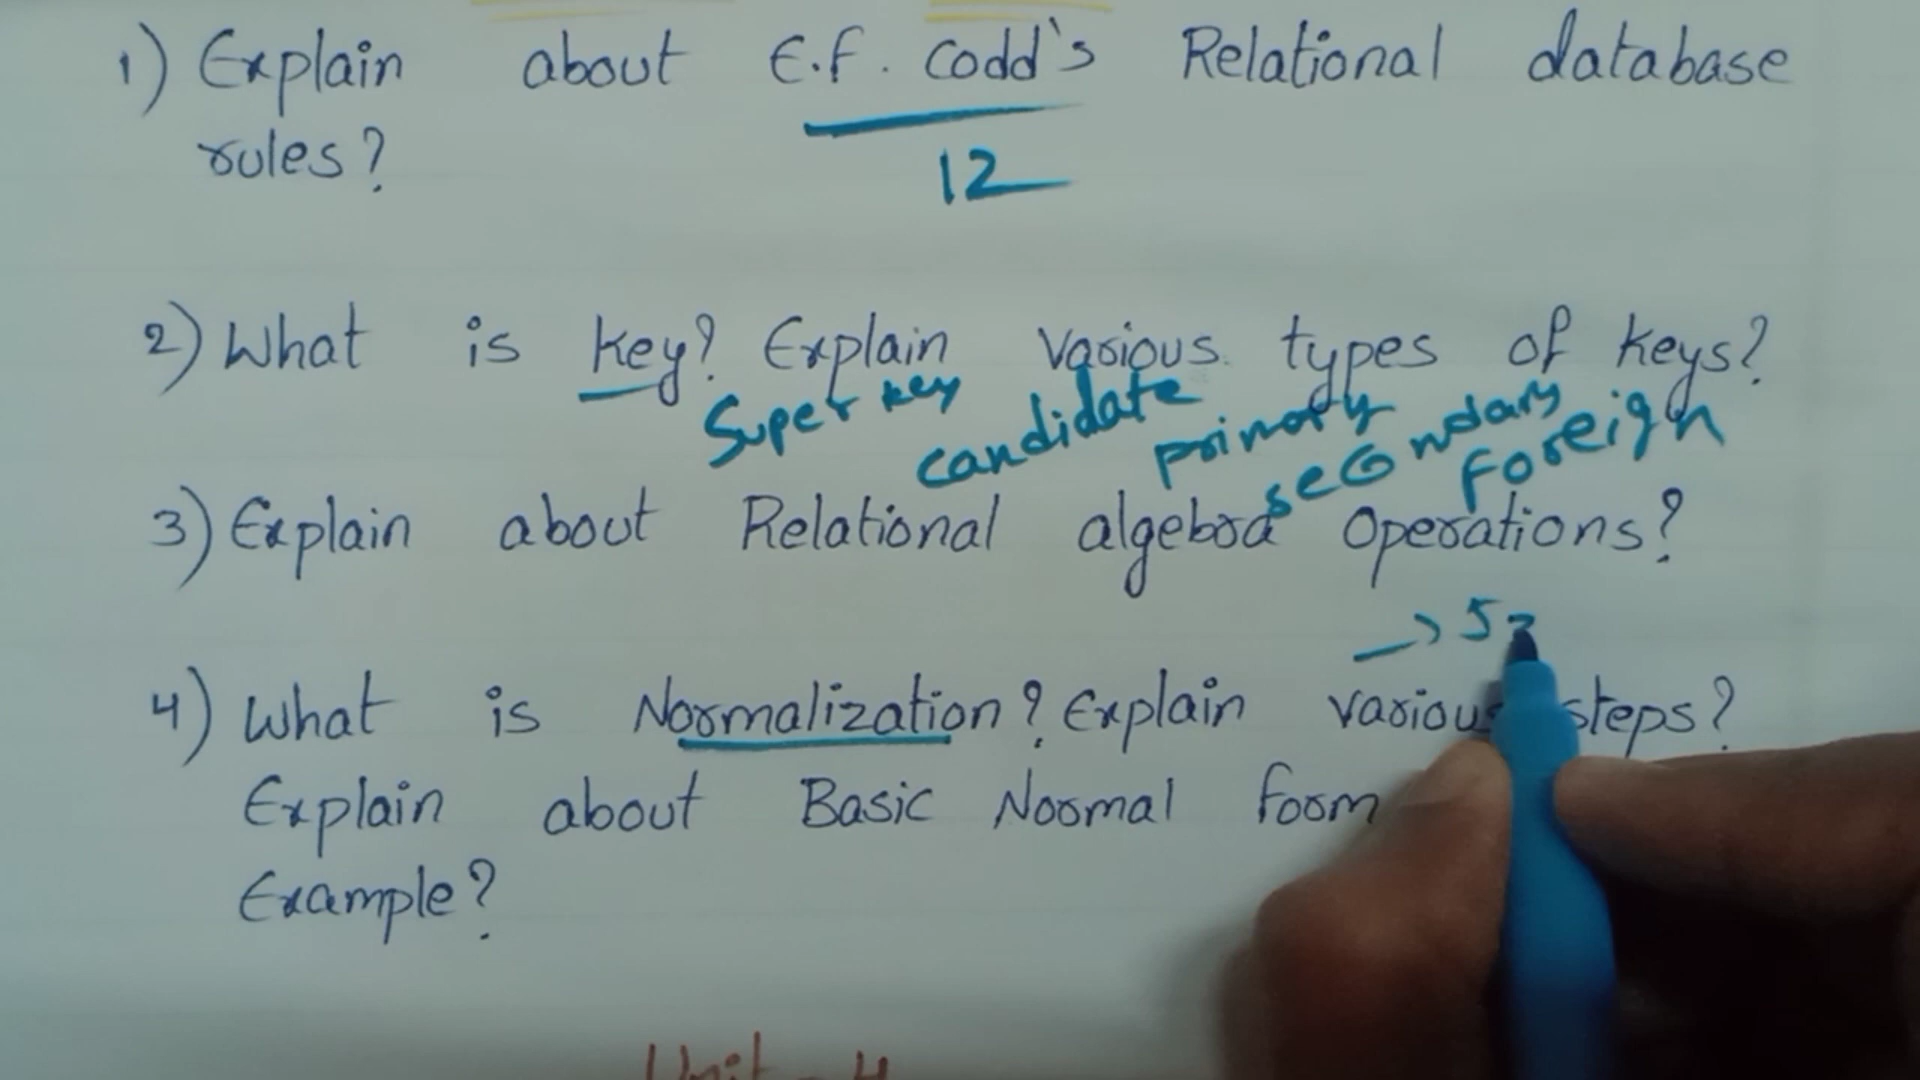 1) Explain about E.F. Codd's Relational database
rules?
12
2) What is key? Explain various types of keys?
Super key candidate primary secondary foreign
3) Explain about Relational algebra operations?
→ 5
4) What is Normalization? Explain various steps?
Explain about Basic Normal form
Example?
Unit - 4